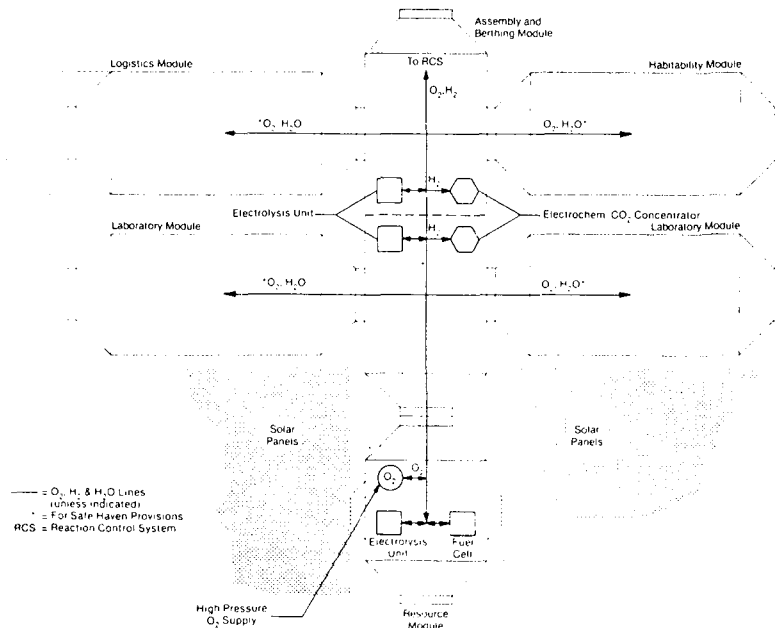 Assembly and
Berthing Module
Logistics Module
To RCS
Habitability Module
O₂, H₂
*O₂, H₂O
O₂, H₂O*
H₂
Electrolysis Unit
Electrochem. CO₂ Concentrator
Laboratory Module
Laboratory Module
H₂
*O₂, H₂O
O₂, H₂O*
Solar
Panels
Solar
Panels
O₂
O₂
—— = O₂, H₂ & H₂O Lines
(unless indicated)
* = For Safe Haven Provisions
RCS = Reaction Control System
Electrolysis
Unit
Fuel
Cell
High Pressure
O₂ Supply
Resource
Module